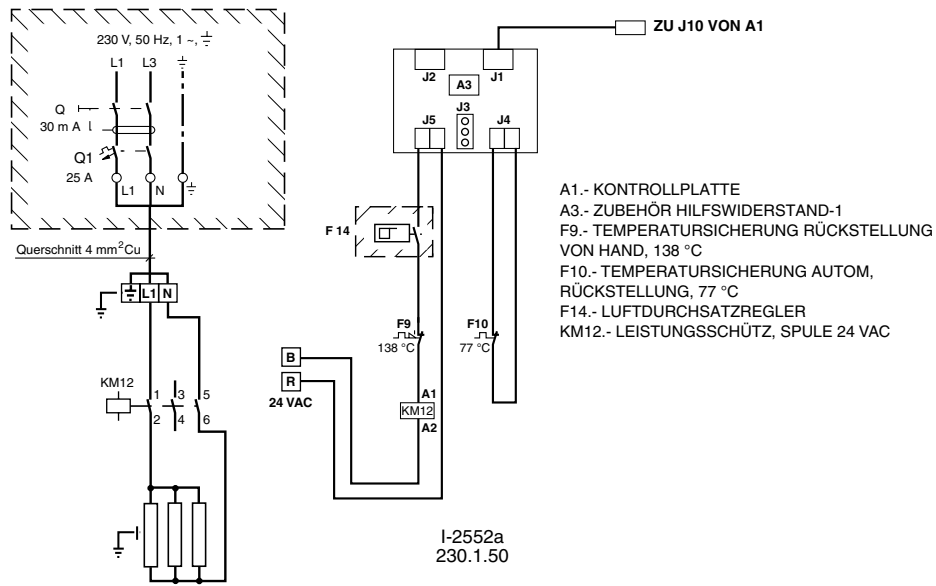 230 V, 50 Hz, 1 ~,
L1 L3
Q
30 m A l
Q1
25 A
L1 N
Querschnitt 4 mm²Cu
L1 N
KM12
1 3 5
2 4 6
ZU J10 VON A1
J2 J1
A3
J3
J5 J4
F 14
F9
138 °C
F10
77 °C
B
R
24 VAC
A1
KM12
A2
A1.- KONTROLLPLATTE
A3.- ZUBEHÖR HILFSWIDERSTAND-1
F9.- TEMPERATURSICHERUNG RÜCKSTELLUNG
VON HAND, 138 °C
F10.- TEMPERATURSICHERUNG AUTOM,
RÜCKSTELLUNG, 77 °C
F14.- LUFTDURCHSATZREGLER
KM12.- LEISTUNGSSCHÜTZ, SPULE 24 VAC
I-2552a
230.1.50